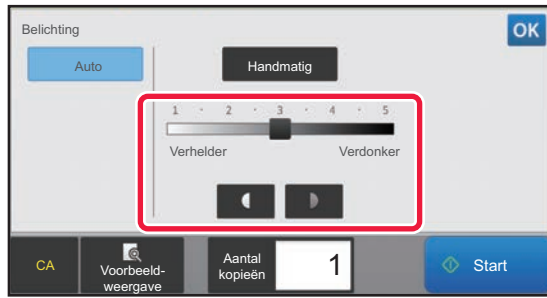 Belichting
OK
Auto
Handmatig
1 · 2 · 3 · 4 · 5
Verhelder
Verdonker
CA
Voorbeeld-
weergave
Aantal
kopieën
1
Start